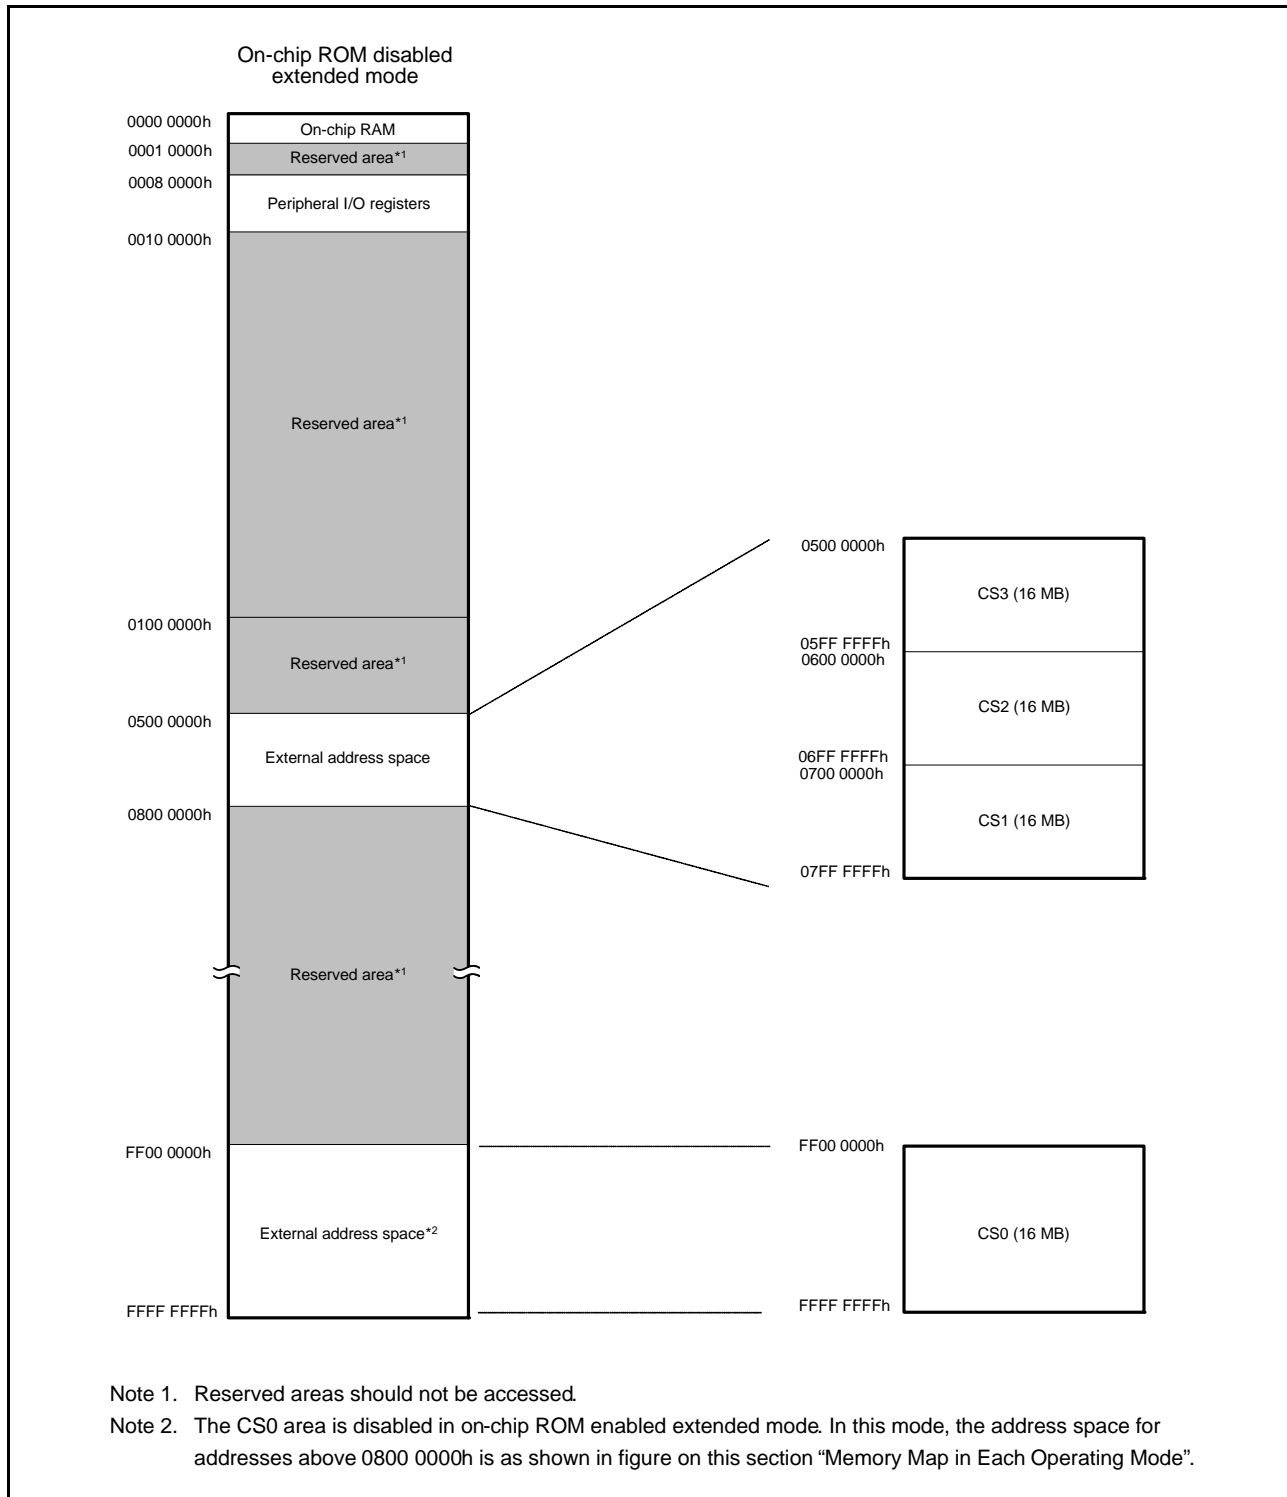 On-chip ROM disabled
extended mode
0000 0000h
On-chip RAM
0001 0000h
Reserved area*1
0008 0000h
Peripheral I/O registers
0010 0000h
Reserved area*1
0100 0000h
Reserved area*1
0500 0000h
External address space
0800 0000h
Reserved area*1
FF00 0000h
External address space*2
FFFF FFFFh
0500 0000h
CS3 (16 MB)
05FF FFFFh
0600 0000h
CS2 (16 MB)
06FF FFFFh
0700 0000h
CS1 (16 MB)
07FF FFFFh
FF00 0000h
CS0 (16 MB)
FFFF FFFFh
Note 1. Reserved areas should not be accessed.
Note 2. The CS0 area is disabled in on-chip ROM enabled extended mode. In this mode, the address space for
addresses above 0800 0000h is as shown in figure on this section “Memory Map in Each Operating Mode”.